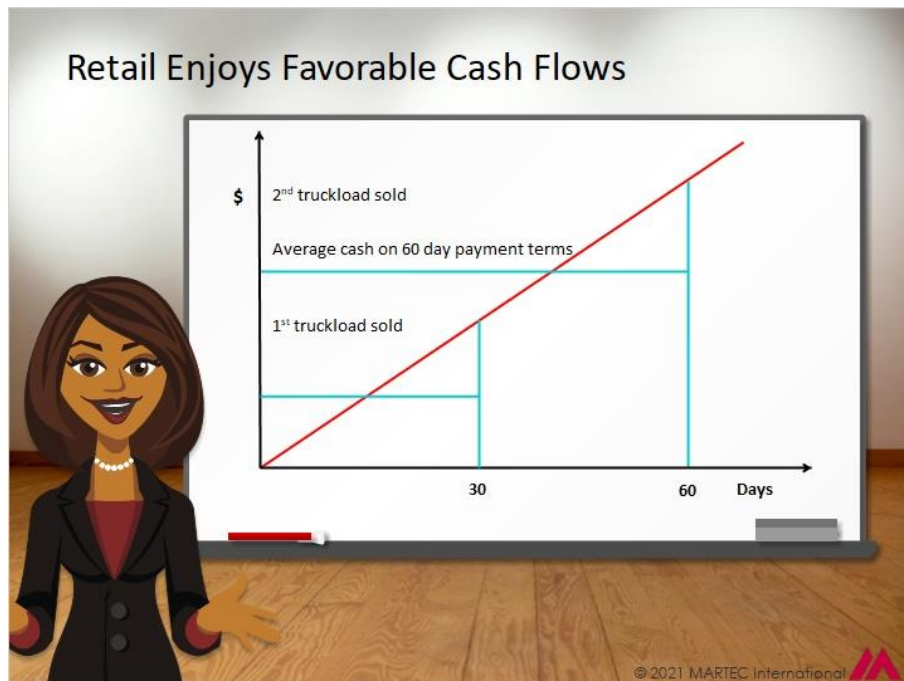 Retail Enjoys Favorable Cash Flows
$
2nd truckload sold
Average cash on 60 day payment terms
1st truckload sold
30
60
Days
© 2021 MARTEC International